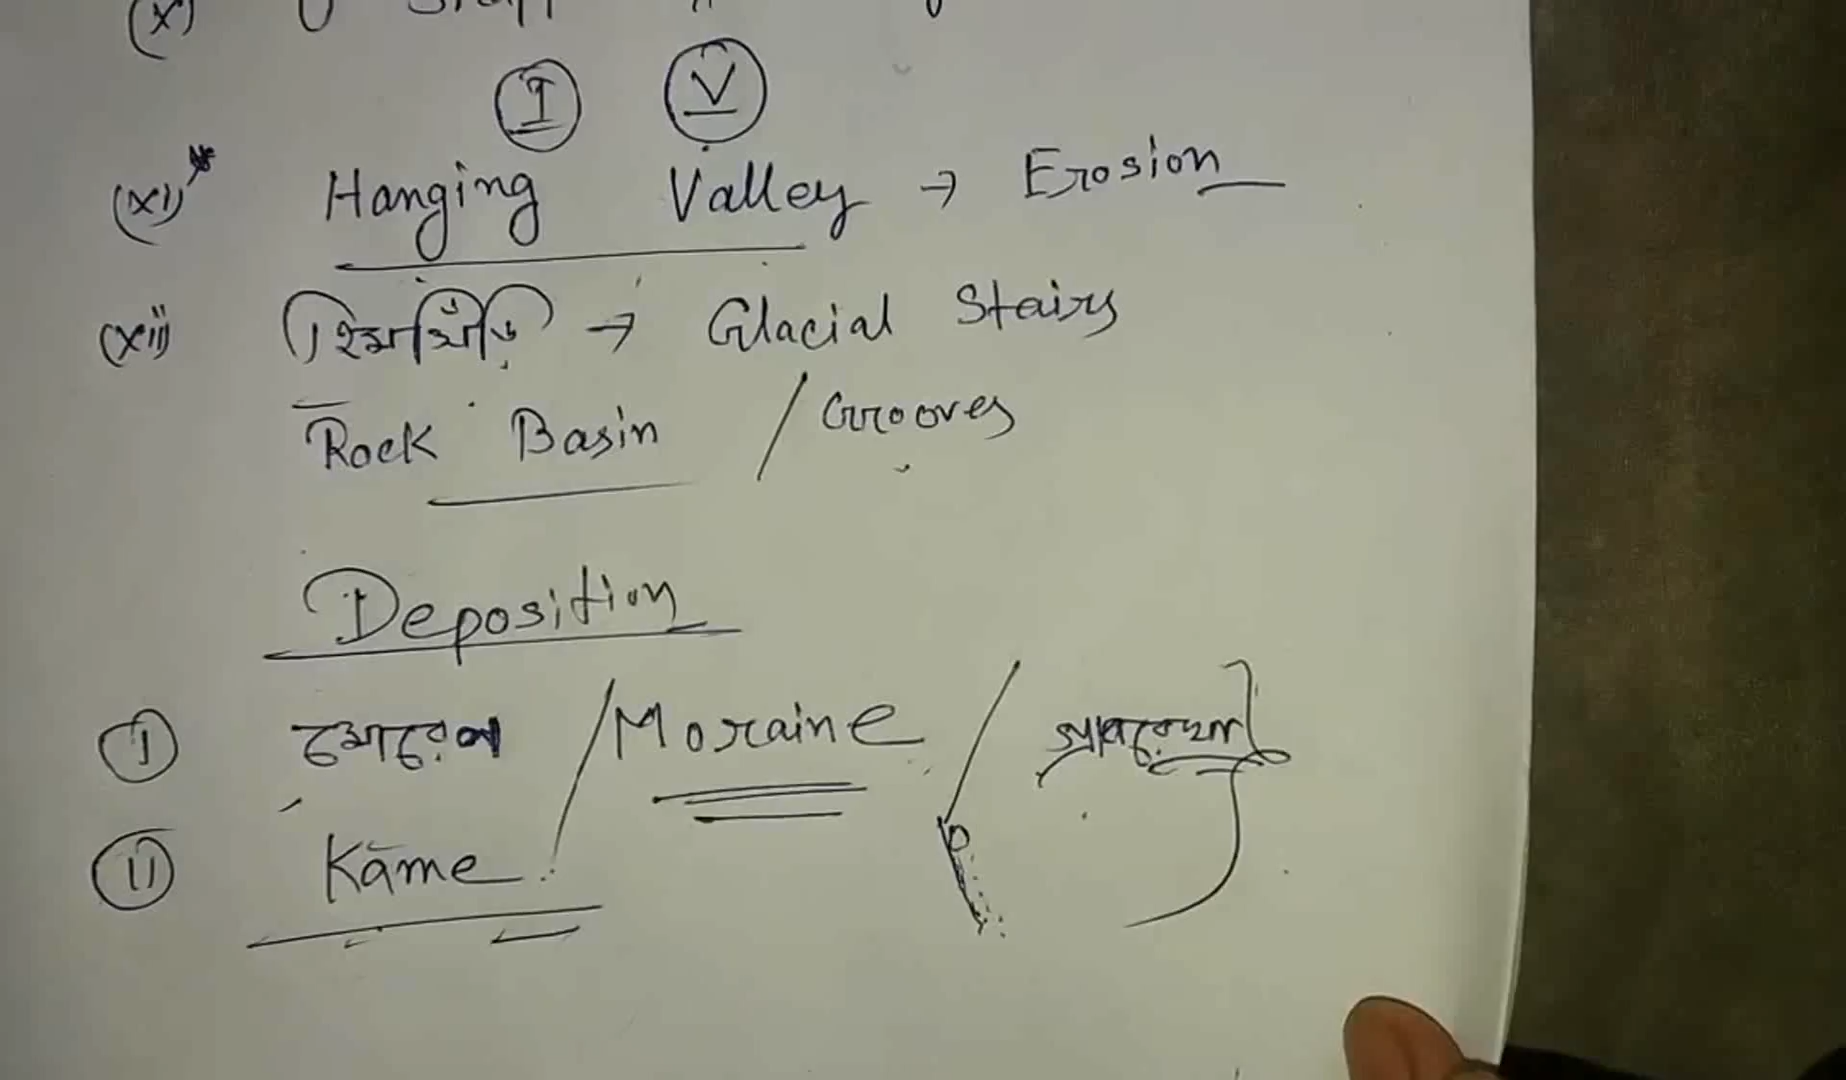 (x)
I V
(xi) Hanging Valley → Erosion
(xii) হিমসিঁড়ি → Glacial Stairs
Rock Basin / Grooves
Deposition
I মোরেন / Moraine / গ্রাবরেখা
II Kame